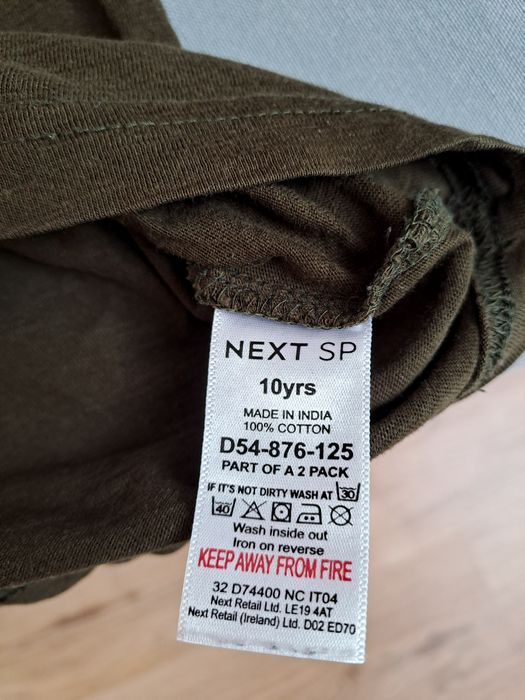 NEXT SP
10yrs
MADE IN INDIA
100% COTTON
D54-876-125
PART OF A 2 PACK
IF IT'S NOT DIRTY WASH AT 30
40
Wash inside out
Iron on reverse
KEEP AWAY FROM FIRE
32 D74400 NC IT04
Next Retail Ltd. LE19 4AT
Next Retail (Ireland) Ltd. D02 ED70